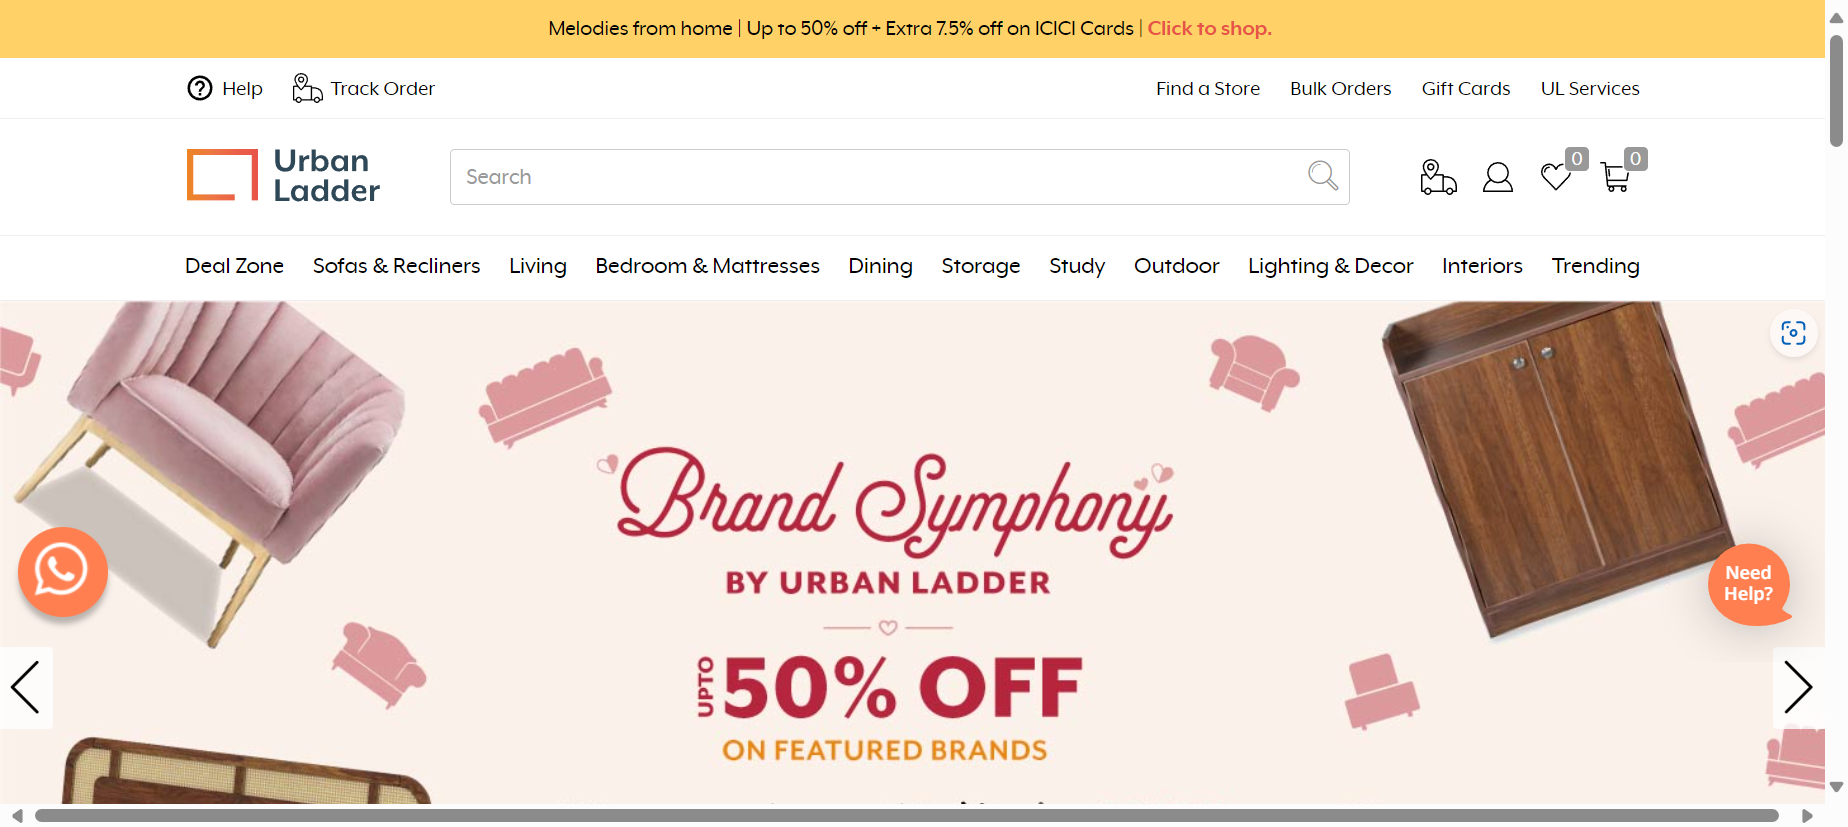 Melodies from home | Up to 50% off + Extra 7.5% off on ICICI Cards | Click to shop.
Help Track Order Find a Store Bulk Orders Gift Cards UL Services
Urban
Ladder
Search
0 0
Deal Zone Sofas & Recliners Living Bedroom & Mattresses Dining Storage Study Outdoor Lighting & Decor Interiors Trending
Brand Symphony
BY URBAN LADDER
UPTO 50% OFF
ON FEATURED BRANDS
Need
Help?